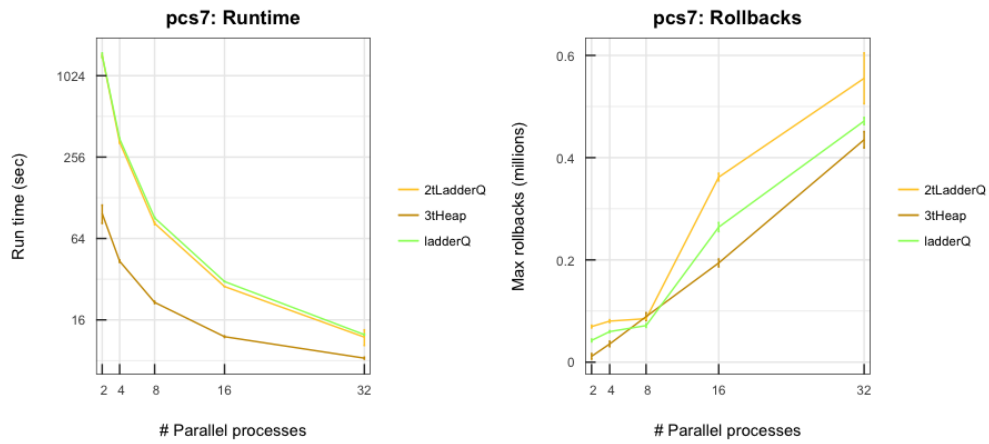 pcs7: Runtime
Run time (sec)
1024
256
64
16
2 4 8 16 32
# Parallel processes
2tLadderQ
3tHeap
ladderQ
pcs7: Rollbacks
Max rollbacks (millions)
0.6
0.4
0.2
0
2 4 8 16 32
# Parallel processes
2tLadderQ
3tHeap
ladderQ